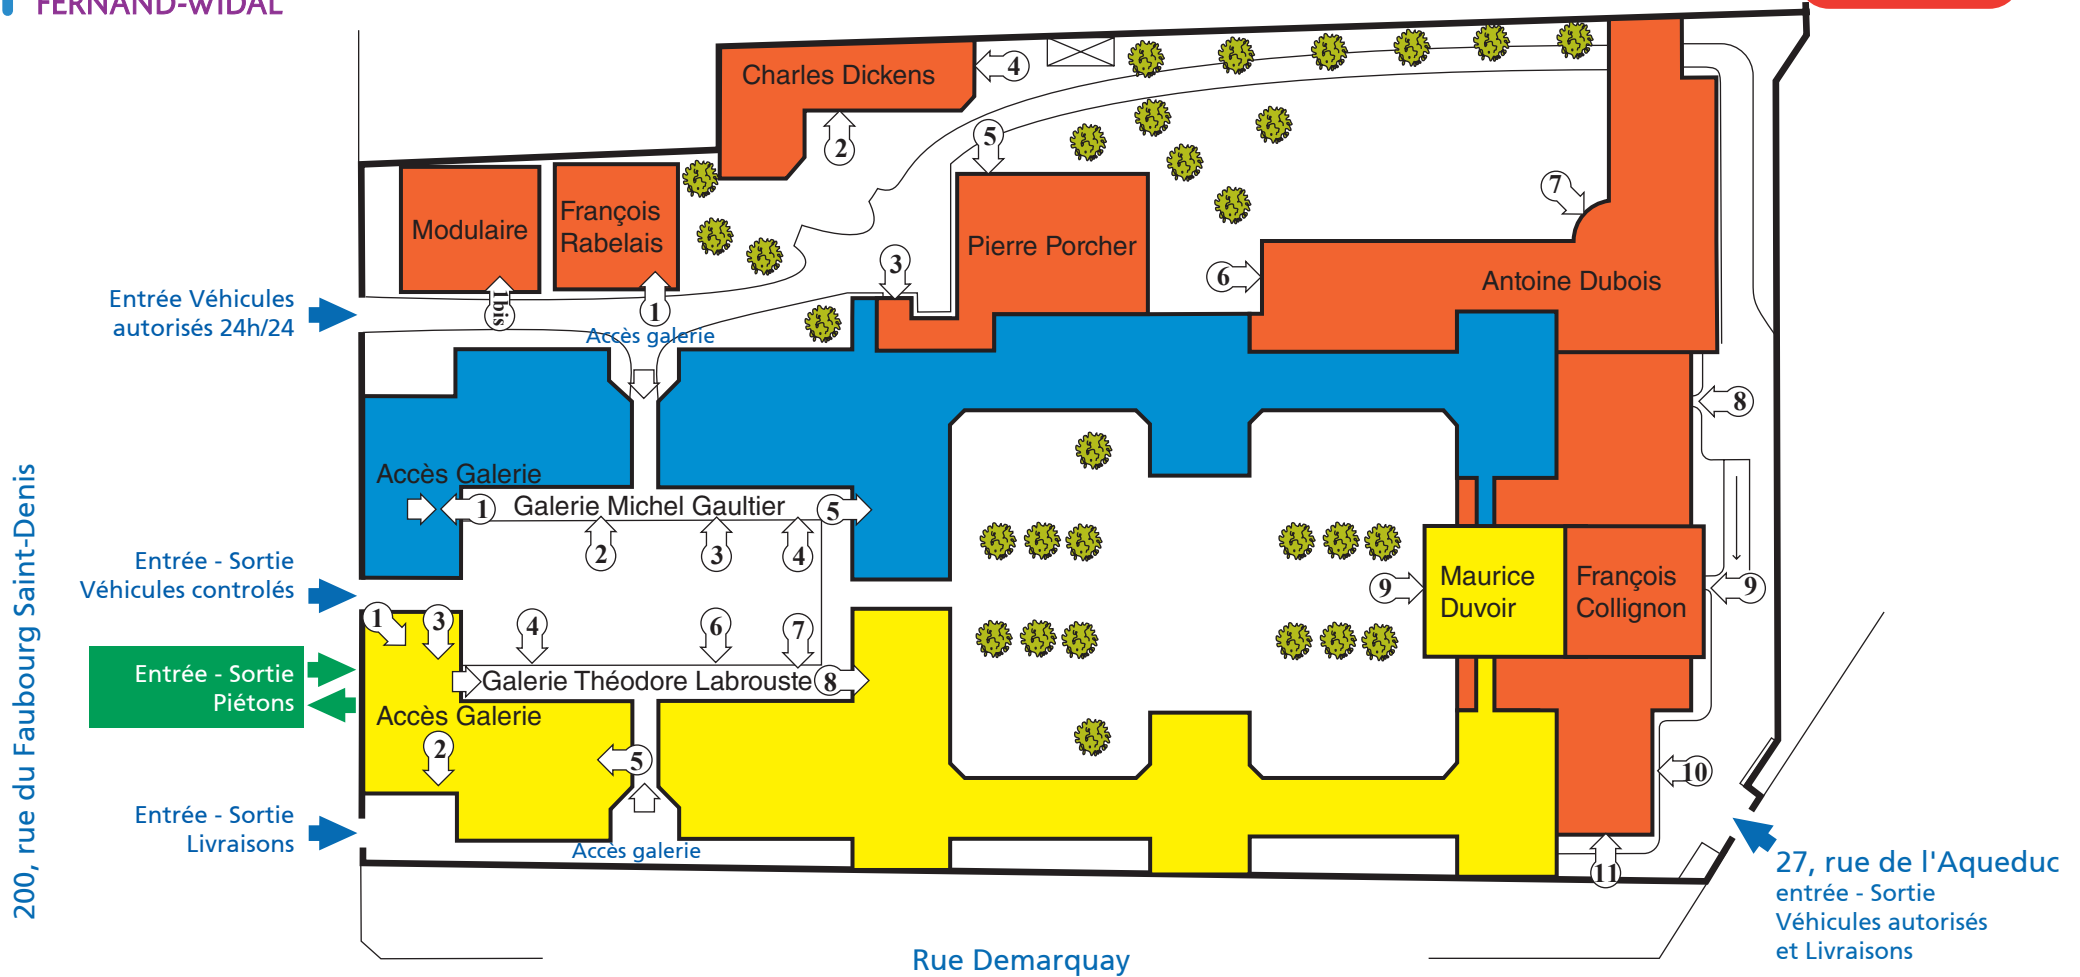 FERNAND-WIDAL
Charles Dickens
4
2
5
Modulaire
François
Rabelais
1bis
1
Accès galerie
3
Pierre Porcher
6
7
Antoine Dubois
Entrée Véhicules
autorisés 24h/24
8
Accès Galerie
1
Galerie Michel Gaultier
5
2
3
4
200, rue du Faubourg Saint-Denis
Entrée - Sortie
Véhicules controlés
9
Maurice
Duvoir
François
Collignon
9
1
3
4
6
7
Entrée - Sortie
Piétons
Galerie Théodore Labrouste
8
Accès Galerie
2
5
10
Entrée - Sortie
Livraisons
Accès galerie
11
27, rue de l'Aqueduc
entrée - Sortie
Véhicules autorisés
et Livraisons
Rue Demarquay